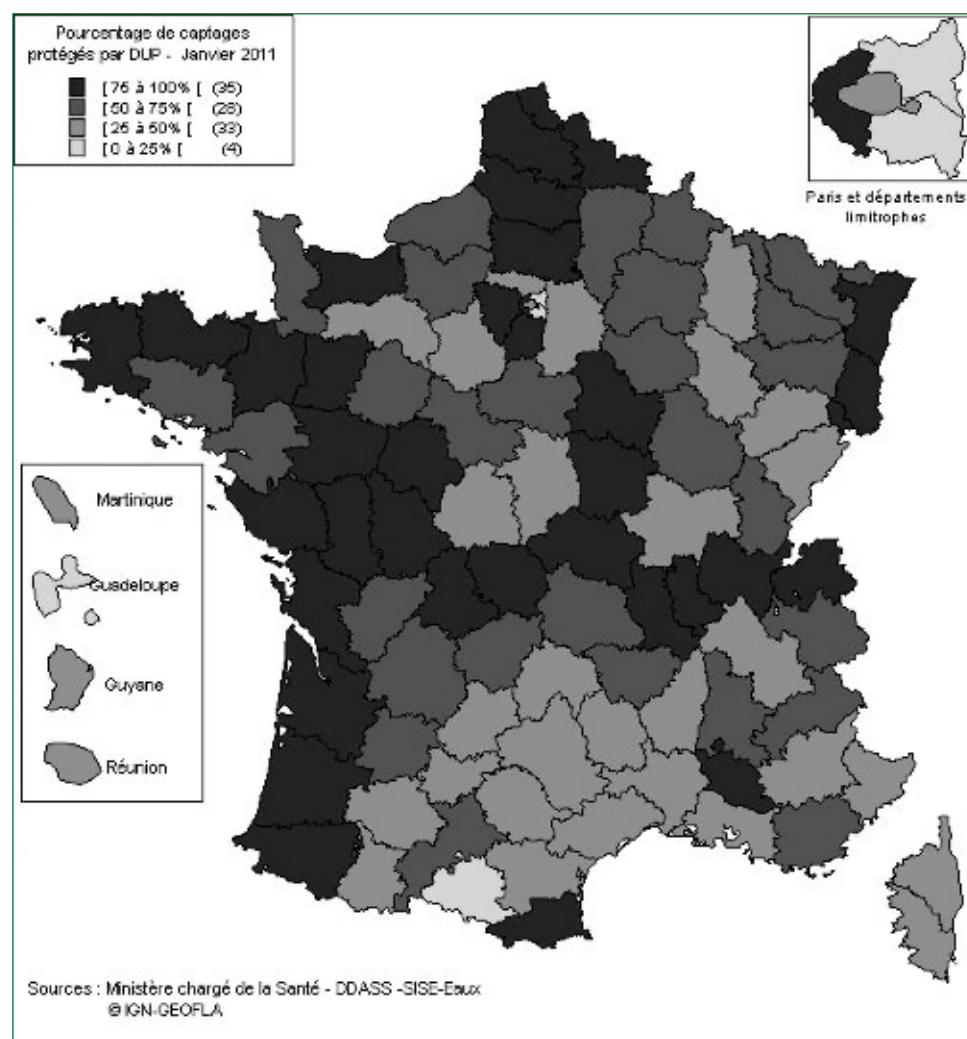 Pourcentage de captages
protégés par DUP - Janvier 2011
[ 75 à 100% [ (35)
[ 50 à 75% [ (28)
[ 25 à 50% [ (33)
[ 0 à 25% [ (4)
Paris et départements
limitrophes
Martinique
Guadeloupe
Guyane
Réunion
Sources : Ministère chargé de la Santé - DDASS -SISE-Eaux
© IGN-GEOFLA